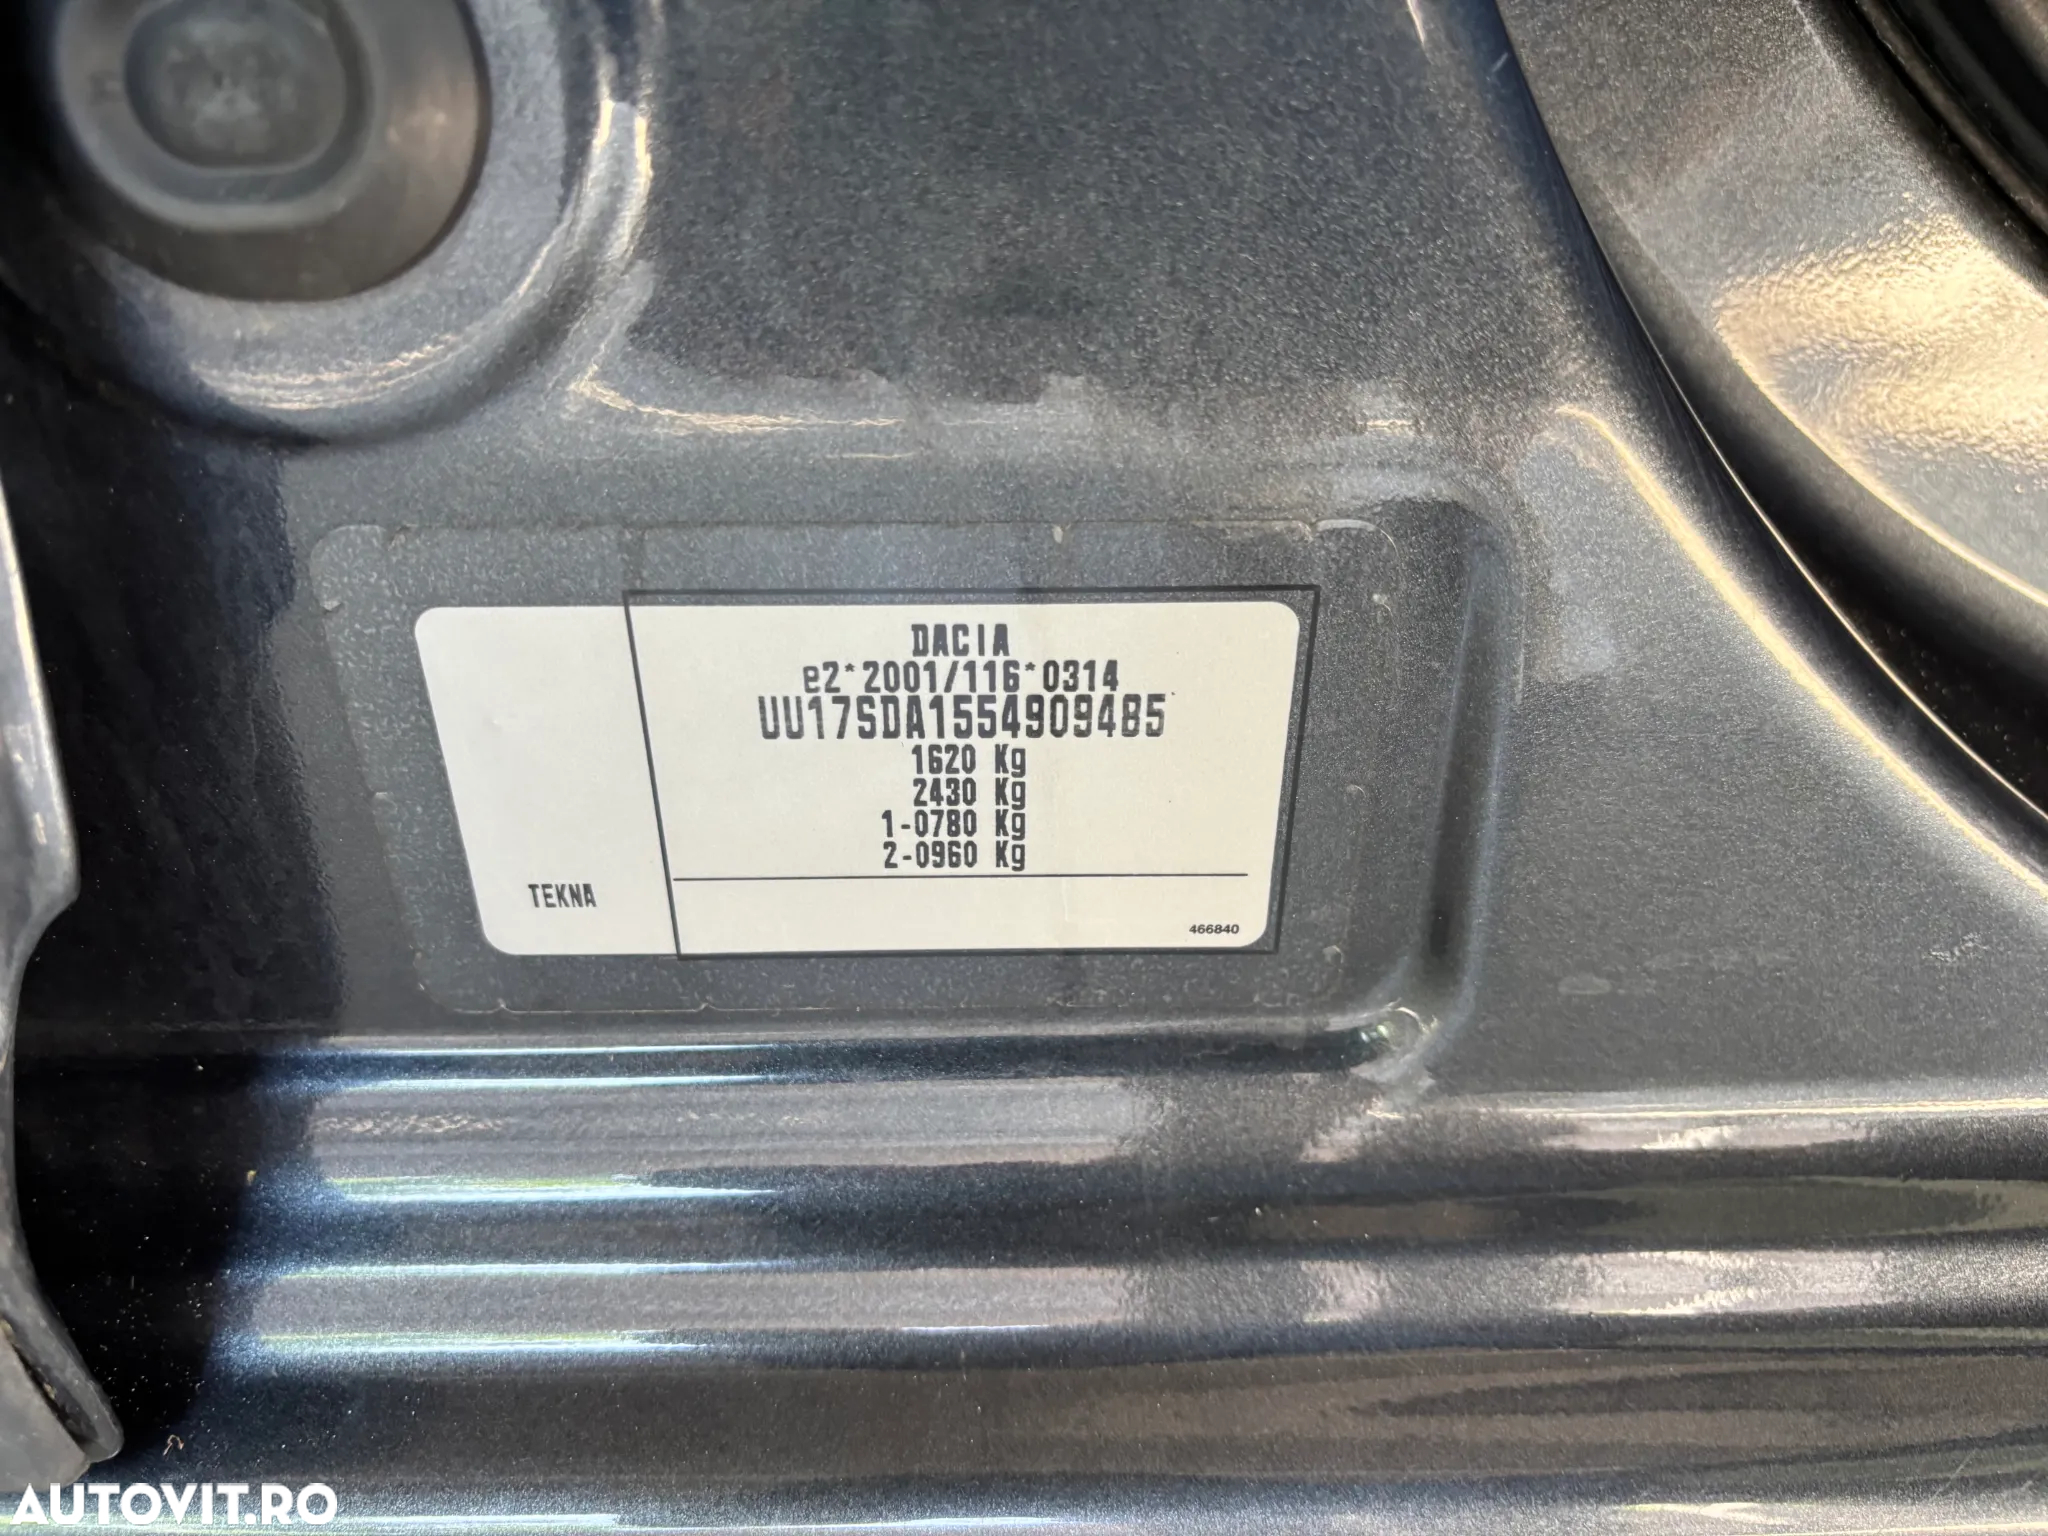 DACIA
e2*2001/116*0314
UU17SDA1554909485
1620 Kg
2430 Kg
1-0780 Kg
2-0960 Kg
TEKNA
466840
AUTOVIT.RO